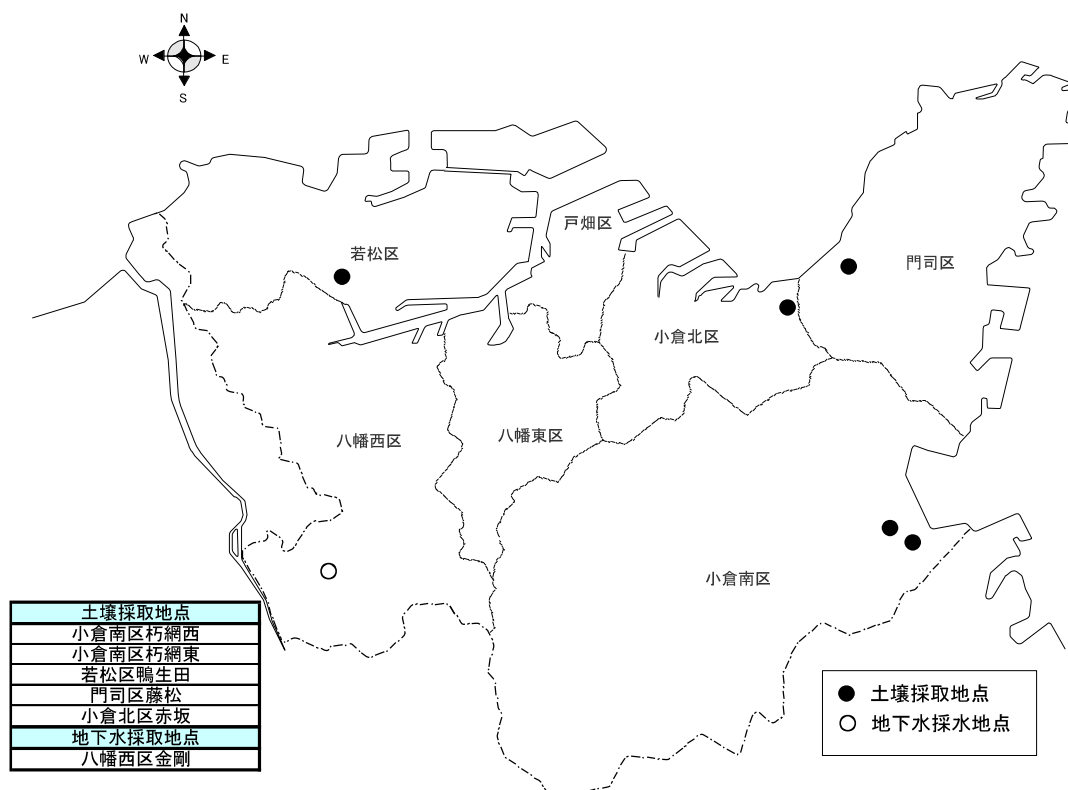 N
W
E
S
戸畑区
若松区
門司区
小倉北区
八幡西区
八幡東区
小倉南区
土壌採取地点
小倉南区朽網西
小倉南区朽網東
若松区鴨生田
門司区藤松
小倉北区赤坂
地下水採取地点
八幡西区金剛
土壌採取地点
地下水採水地点